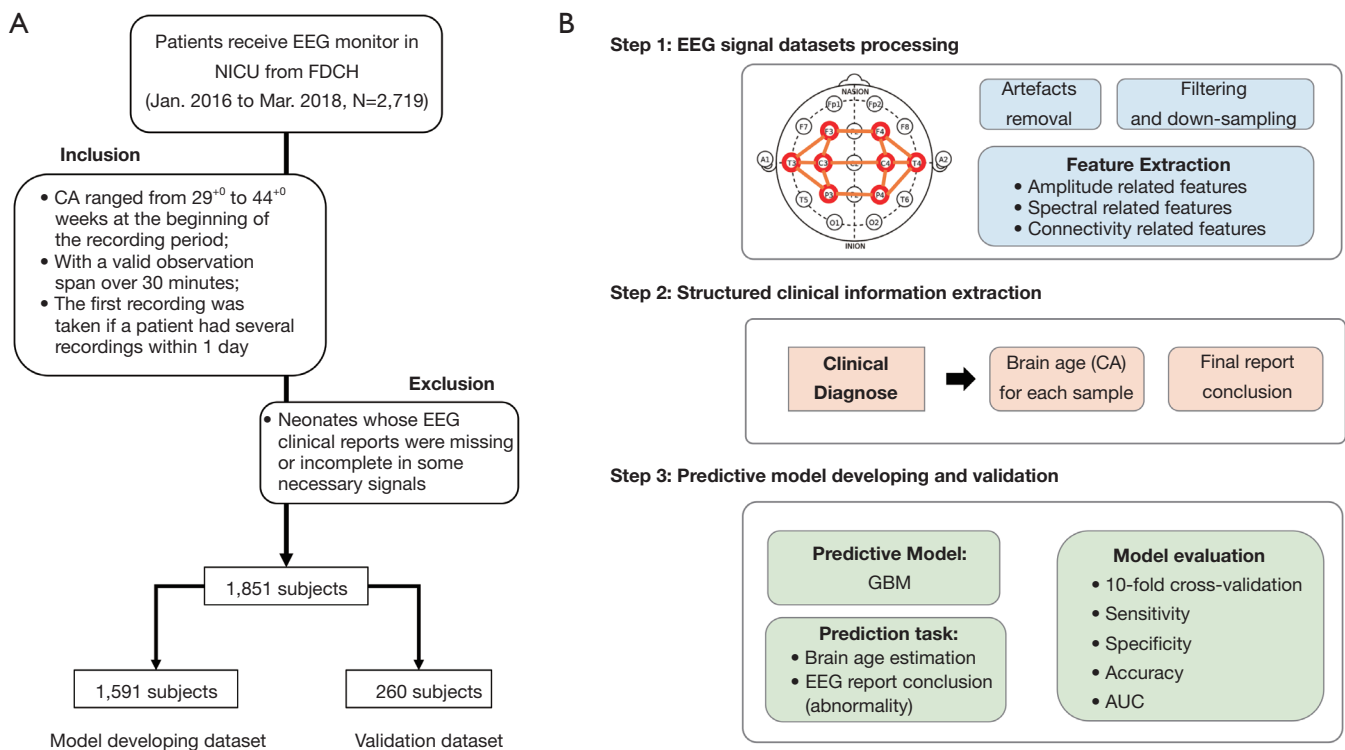 A
Patients receive EEG monitor in
NICU from FDCH
(Jan. 2016 to Mar. 2018, N=2,719)
Inclusion
• CA ranged from 29+0 to 44+0
weeks at the beginning of
the recording period;
• With a valid observation
span over 30 minutes;
• The first recording was
taken if a patient had several
recordings within 1 day
Exclusion
• Neonates whose EEG
clinical reports were missing
or incomplete in some
necessary signals
1,851 subjects
1,591 subjects
260 subjects
Model developing dataset
Validation dataset
B
Step 1: EEG signal datasets processing
NASION
Fp1
Fp2
F7
F3
F4
F8
A1
T3
C3
C4
T4
A2
T5
P3
P4
T6
O1
O2
INION
Artefacts
removal
Filtering
and down-sampling
Feature Extraction
• Amplitude related features
• Spectral related features
• Connectivity related features
Step 2: Structured clinical information extraction
Clinical
Diagnose
Brain age (CA)
for each sample
Final report
conclusion
Step 3: Predictive model developing and validation
Predictive Model:
GBM
Prediction task:
• Brain age estimation
• EEG report conclusion
(abnormality)
Model evaluation
• 10-fold cross-validation
• Sensitivity
• Specificity
• Accuracy
• AUC